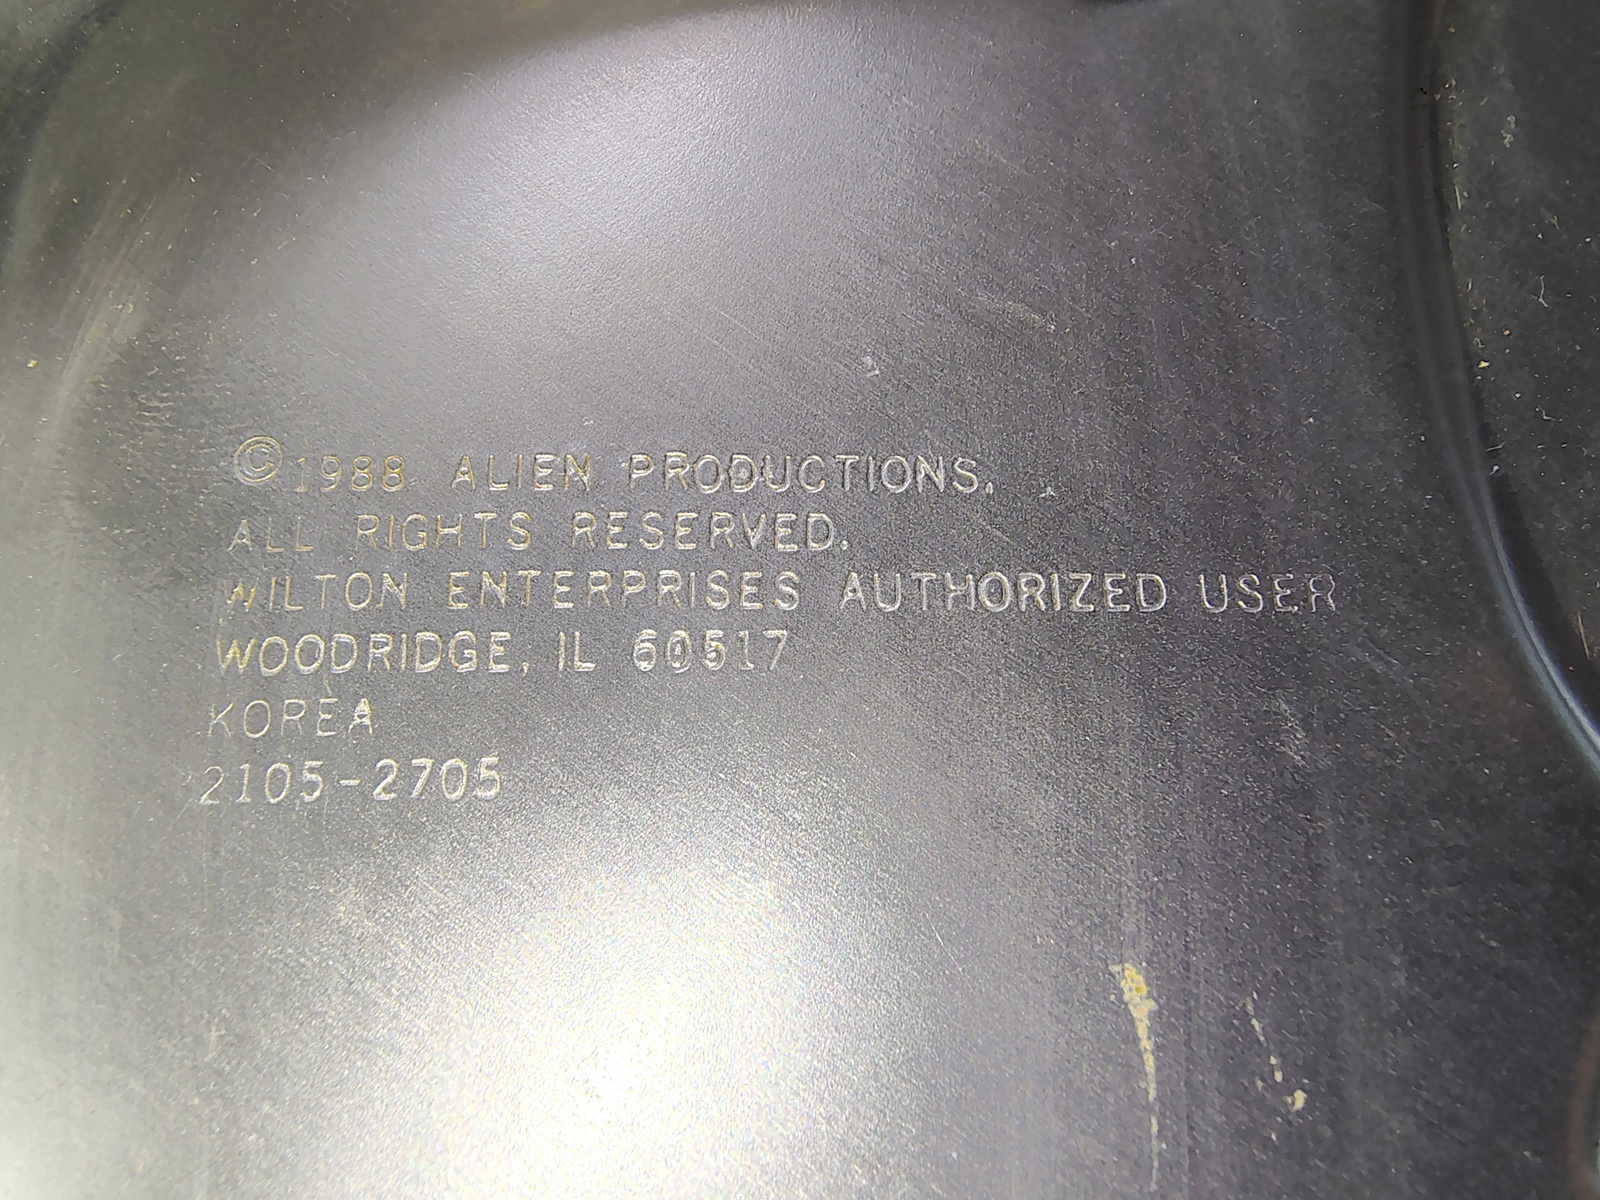 © 1988 ALIEN PRODUCTIONS.
ALL RIGHTS RESERVED.
WILTON ENTERPRISES AUTHORIZED USER
WOODRIDGE, IL 60517
KOREA
2105-2705